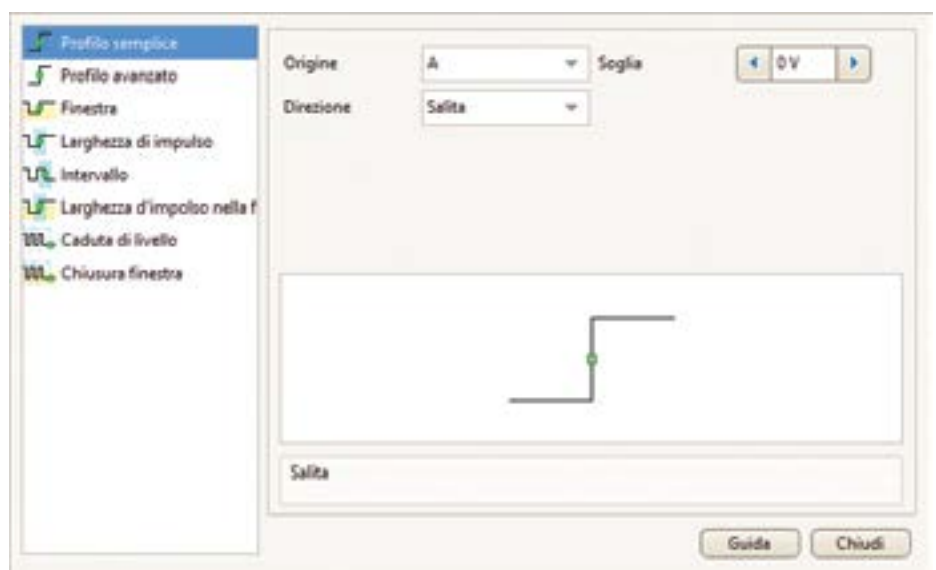 Profilo semplice
Profilo avanzato
Finestra
Larghezza di impulso
Intervallo
Larghezza d'impolso nella f
Caduta di livello
Chiusura finestra
Origine A Soglia 0 V
Direzione Salita
Salita
Guida Chiudi